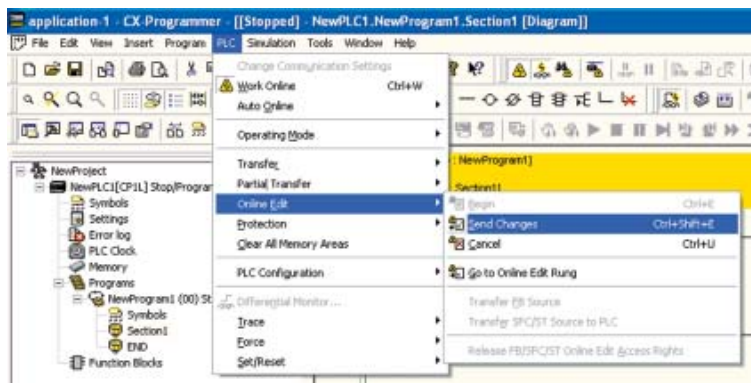 application-1 - CX-Programmer - [[Stopped] - NewPLC1.NewProgram1.Section1 [Diagram]]
File Edit View Insert Program PLC Simulation Tools Window Help
Change Communication Settings
Work Online Ctrl+W
Auto Online
Operating Mode
Transfer
Partial Transfer
Online Edit
Protection
Clear All Memory Areas
PLC Configuration
Differential Monitor...
Trace
Force
Set/Reset
NewProject
NewPLC1[CP1L] Stop/Program
Symbols
Settings
Error log
PLC Clock
Memory
Programs
NewProgram1 (00) St
Symbols
Section1
END
Function Blocks
: NewProgram1]
Section1]
Begin Ctrl+E
Send Changes Ctrl+Shift+E
Cancel Ctrl+U
Go to Online Edit Rung
Transfer FB Source
Transfer SFC/ST Source to PLC
Release FB/SFC/ST Online Edit Access Rights